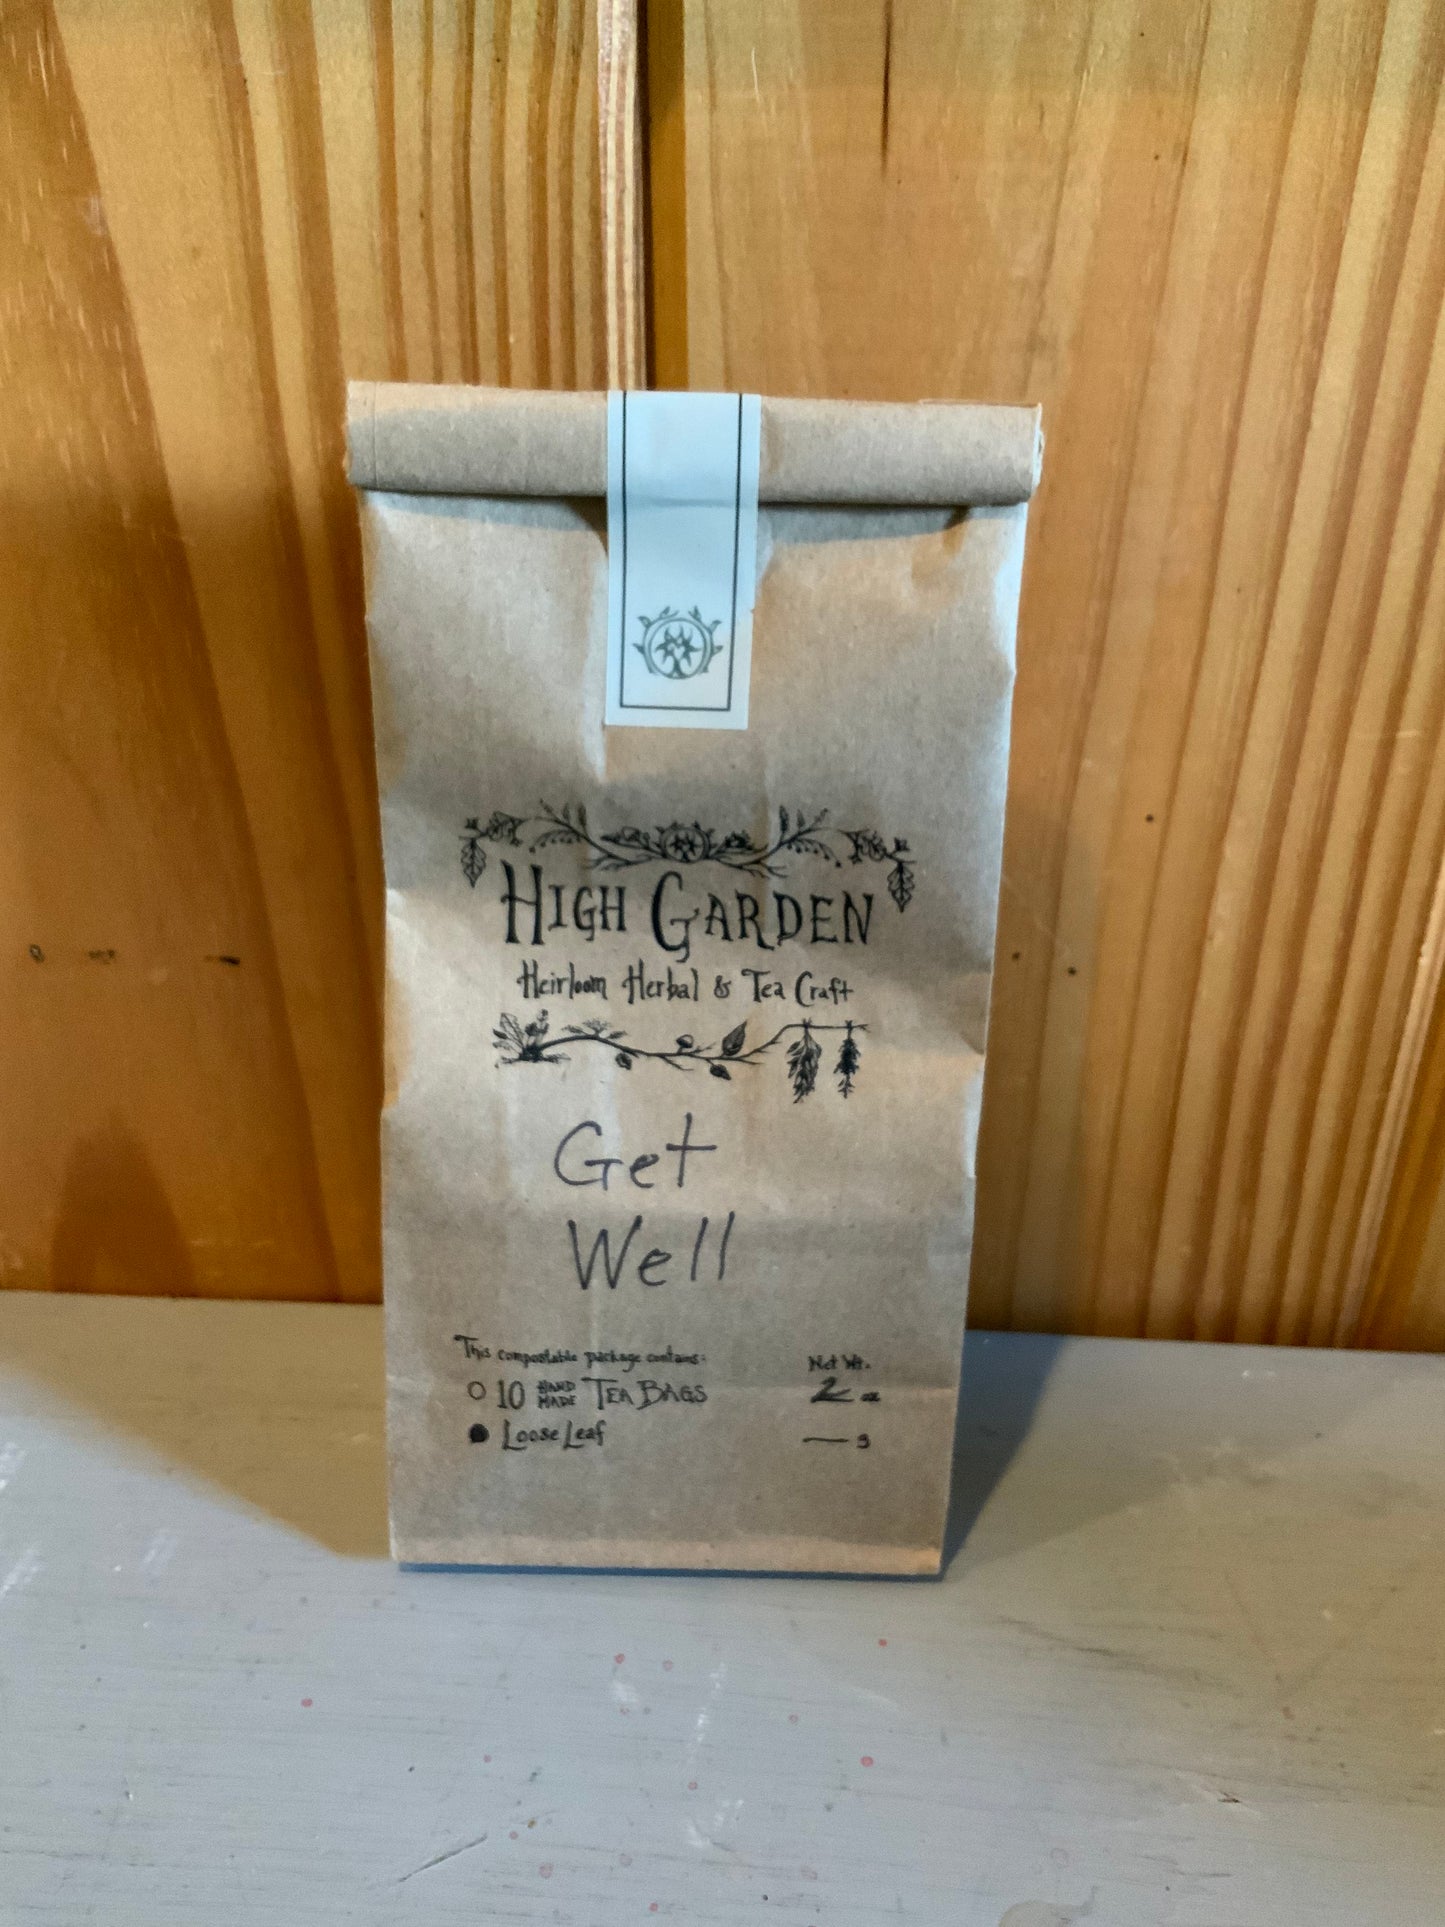 HIGH GARDEN
Heirloom Herbal & Tea Craft
Get
Well
This compostable package contains:
10 HAND MADE TEA BAGS
Loose Leaf
Net Wt.
2 oz
— g